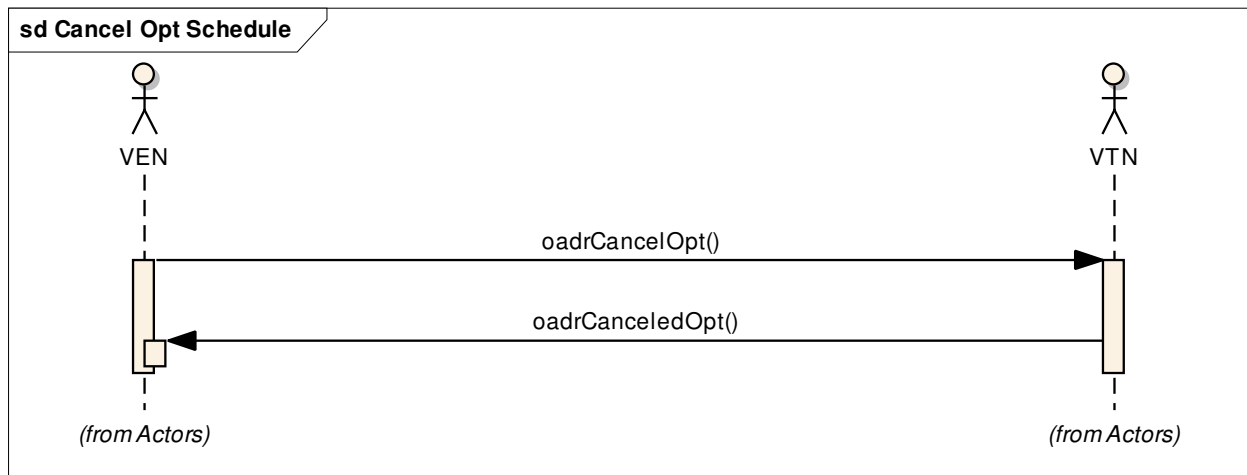 sd Cancel Opt Schedule
VEN
VTN
oadrCancelOpt()
oadrCanceledOpt()
(from Actors)
(from Actors)